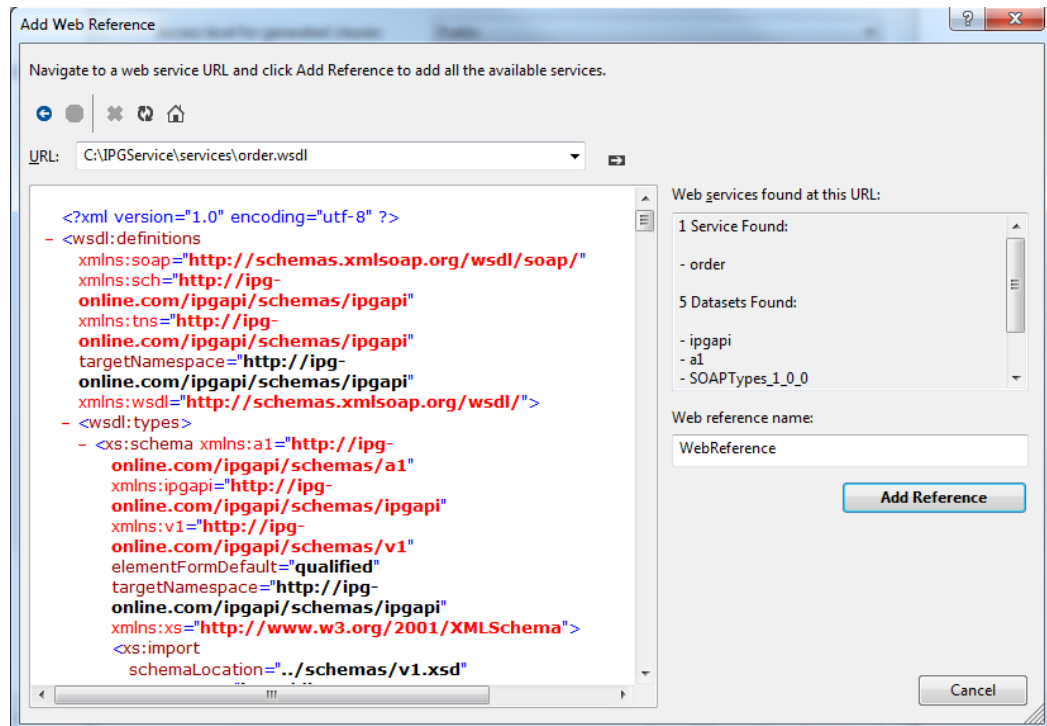 Add Web Reference
Navigate to a web service URL and click Add Reference to add all the available services.
URL: C:\IPGService\services\order.wsdl
<?xml version="1.0" encoding="utf-8" ?>
– <wsdl:definitions
xmlns:soap="http://schemas.xmlsoap.org/wsdl/soap/"
xmlns:sch="http://ipg-
online.com/ipgapi/schemas/ipgapi"
xmlns:tns="http://ipg-
online.com/ipgapi/schemas/ipgapi"
targetNamespace="http://ipg-
online.com/ipgapi/schemas/ipgapi"
xmlns:wsdl="http://schemas.xmlsoap.org/wsdl/">
– <wsdl:types>
– <xs:schema xmlns:a1="http://ipg-
online.com/ipgapi/schemas/a1"
xmlns:ipgapi="http://ipg-
online.com/ipgapi/schemas/ipgapi"
xmlns:v1="http://ipg-
online.com/ipgapi/schemas/v1"
elementFormDefault="qualified"
targetNamespace="http://ipg-
online.com/ipgapi/schemas/ipgapi"
xmlns:xs="http://www.w3.org/2001/XMLSchema">
<xs:import
schemaLocation="../schemas/v1.xsd"
Web services found at this URL:
1 Service Found:
- order
5 Datasets Found:
- ipgapi
- a1
- SOAPTypes_1_0_0
Web reference name:
WebReference
Add Reference
Cancel